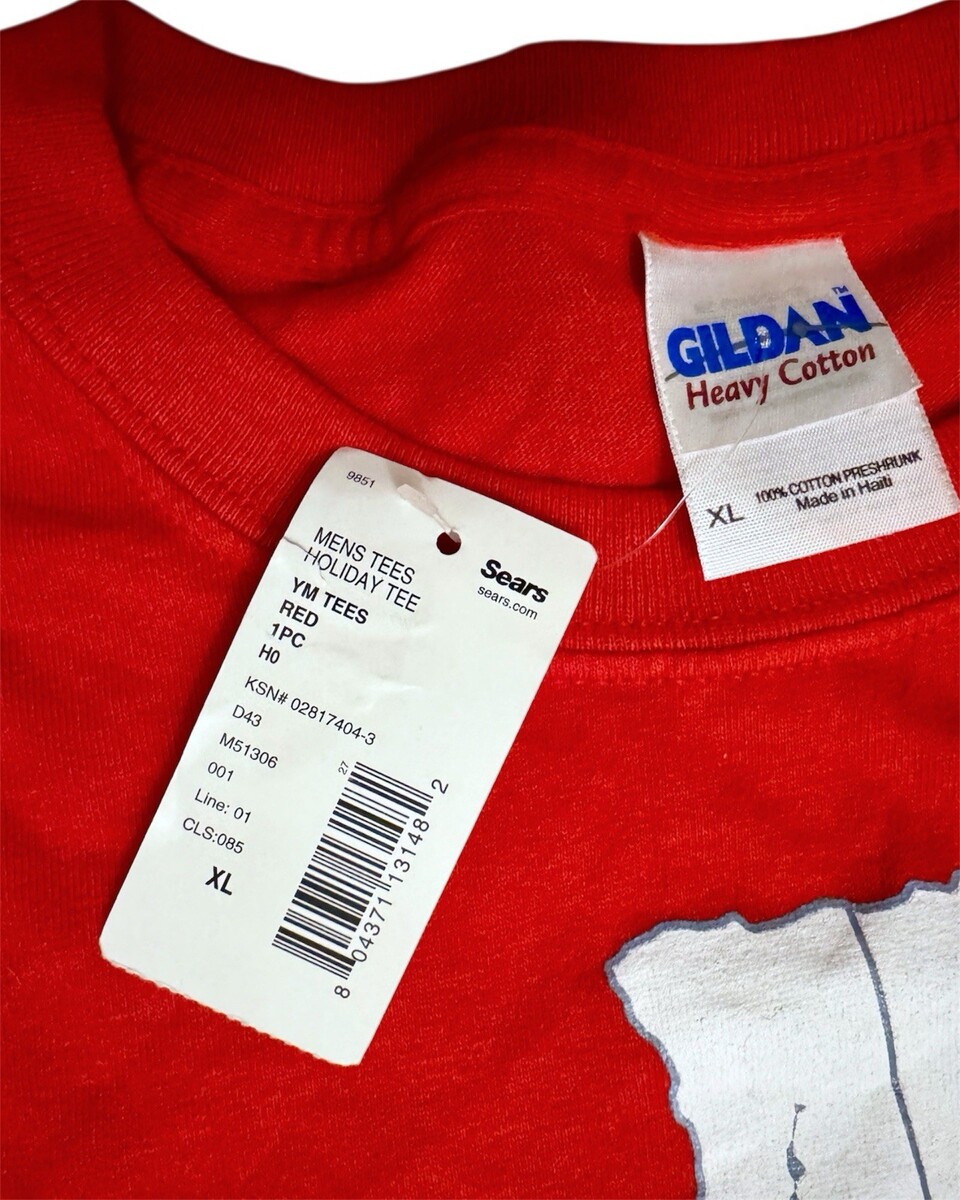 GILDAN™
Heavy Cotton
XL
100% COTTON PRESHRUNK
Made in Haiti
9851
Sears
sears.com
MENS TEES
HOLIDAY TEE
YM TEES
RED
1PC
H0
KSN# 02817404-3
D43
M51306
001
Line: 01
CLS:085
XL
27
8 04371 13148 2